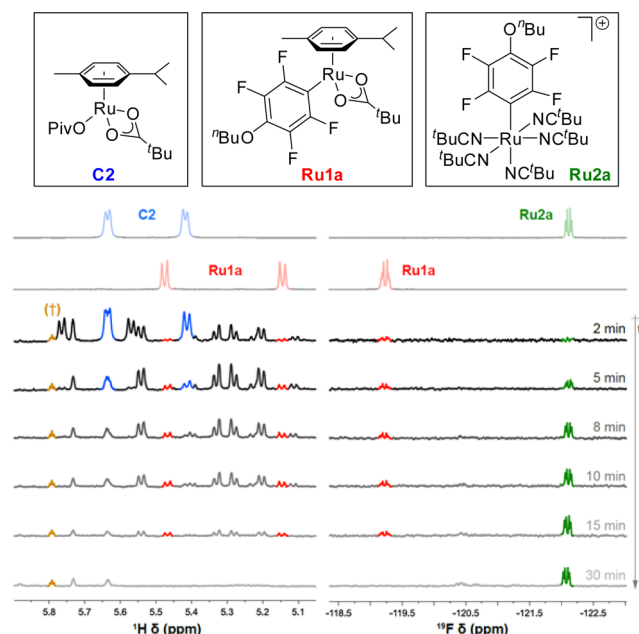 Ru
PivO
O
O
ᵗBu
C2
F
F
F
F
Ru
O
O
ⁿBuO
ᵗBu
Ru1a
OⁿBu
⊕
F
F
F
F
NCᵗBu
ᵗBuCN
Ru
NCᵗBu
ᵗBuCN
NCᵗBu
Ru2a
C2
Ru2a
Ru1a
Ru1a
(†)
2 min
5 min
8 min
10 min
15 min
30 min
5.8 5.7 5.6 5.5 5.4 5.3 5.2 5.1
-118.5 -119.5 -120.5 -121.5 -122.5
¹H δ (ppm)
¹⁹F δ (ppm)